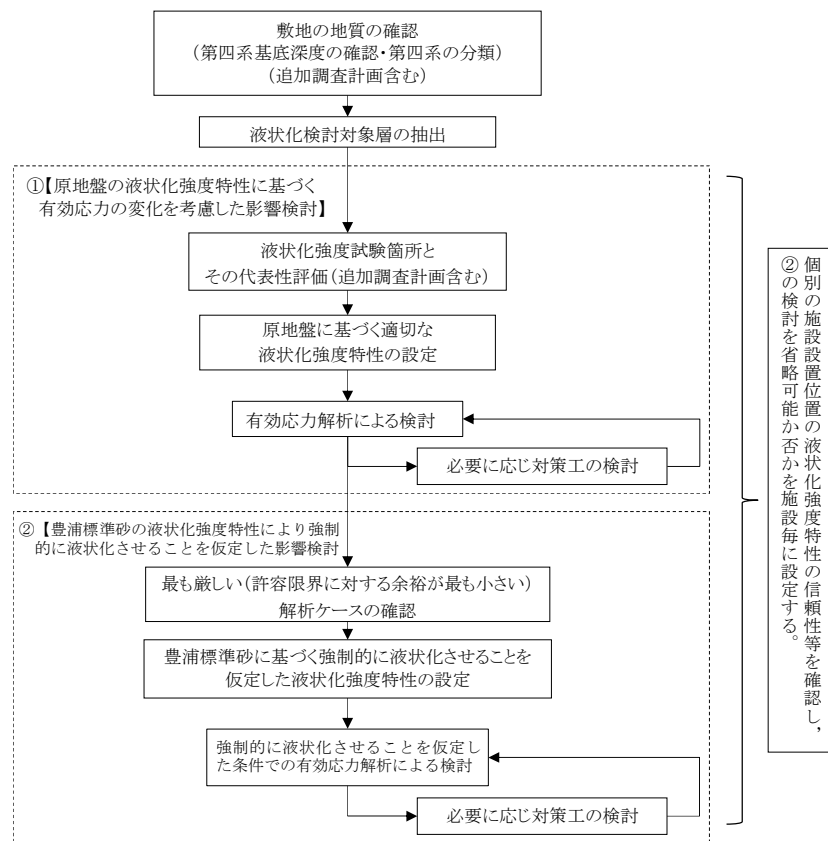 敷地の地質の確認
(第四系基底深度の確認・第四系の分類)
(追加調査計画含む)
液状化検討対象層の抽出
①【原地盤の液状化強度特性に基づく
有効応力の変化を考慮した影響検討】
液状化強度試験箇所と
その代表性評価(追加調査計画含む)
原地盤に基づく適切な
液状化強度特性の設定
有効応力解析による検討
必要に応じ対策工の検討
②【豊浦標準砂の液状化強度特性により強制
的に液状化させることを仮定した影響検討
最も厳しい(許容限界に対する余裕が最も小さい)
解析ケースの確認
豊浦標準砂に基づく強制的に液状化させることを
仮定した液状化強度特性の設定
強制的に液状化させることを仮定し
た条件での有効応力解析による検討
必要に応じ対策工の検討
個別の施設設置位置の液状化強度特性の信頼性等を確認し,
②の検討を省略可能か否かを施設毎に設定する。